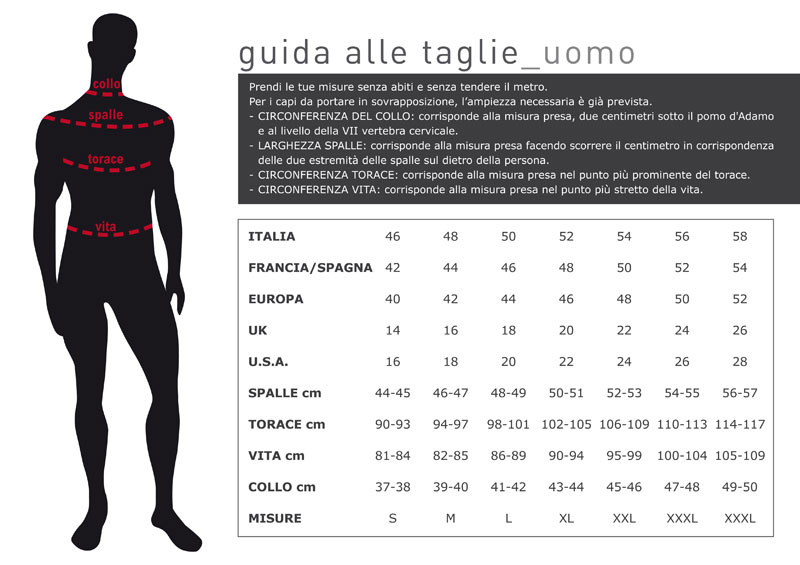 guida alle taglie_uomo
Prendi le tue misure senza abiti e senza tendere il metro.
Per i capi da portare in sovrapposizione, l'ampiezza necessaria è già prevista.
- CIRCONFERENZA DEL COLLO: corrisponde alla misura presa, due centimetri sotto il pomo d'Adamo
e al livello della VII vertebra cervicale.
- LARGHEZZA SPALLE: corrisponde alla misura presa facendo scorrere il centimetro in corrispondenza
delle due estremità delle spalle sul dietro della persona.
- CIRCONFERENZA TORACE: corrisponde alla misura presa nel punto più prominente del torace.
- CIRCONFERENZA VITA: corrisponde alla misura presa nel punto più stretto della vita.
collo
spalle
torace
vita
ITALIA 46 48 50 52 54 56 58
FRANCIA/SPAGNA 42 44 46 48 50 52 54
EUROPA 40 42 44 46 48 50 52
UK 14 16 18 20 22 24 26
U.S.A. 16 18 20 22 24 26 28
SPALLE cm 44-45 46-47 48-49 50-51 52-53 54-55 56-57
TORACE cm 90-93 94-97 98-101 102-105 106-109 110-113 114-117
VITA cm 81-84 82-85 86-89 90-94 95-99 100-104 105-109
COLLO cm 37-38 39-40 41-42 43-44 45-46 47-48 49-50
MISURE S M L XL XXL XXXL XXXL